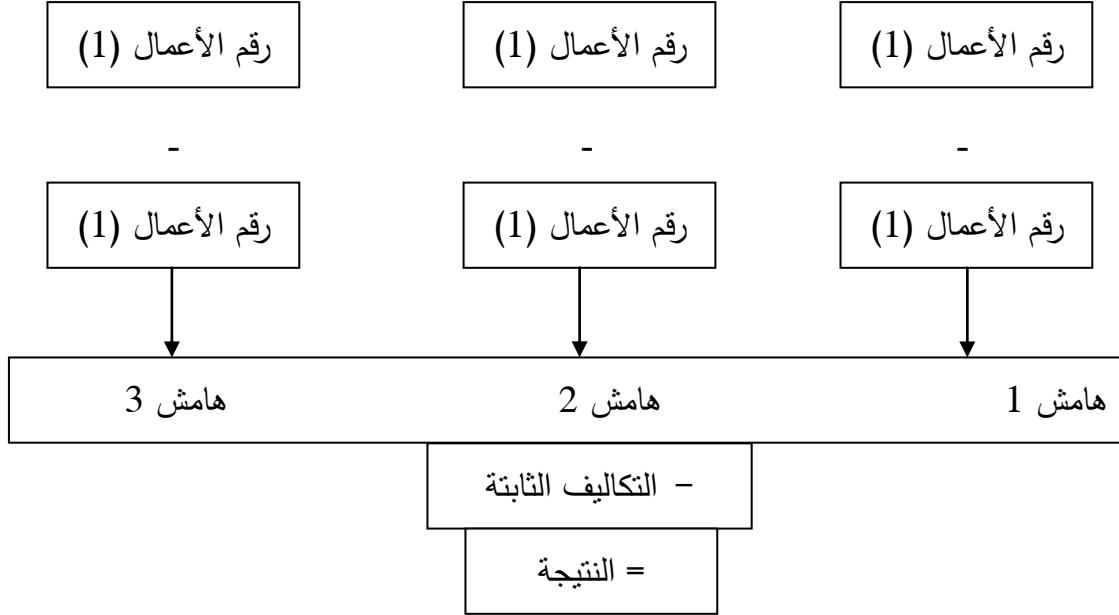 رقم الأعمال (1) رقم الأعمال (1) رقم الأعمال (1)
- - -
رقم الأعمال (1) رقم الأعمال (1) رقم الأعمال (1)
هامش 1 هامش 2 هامش 3
– التكاليف الثابتة
= النتيجة